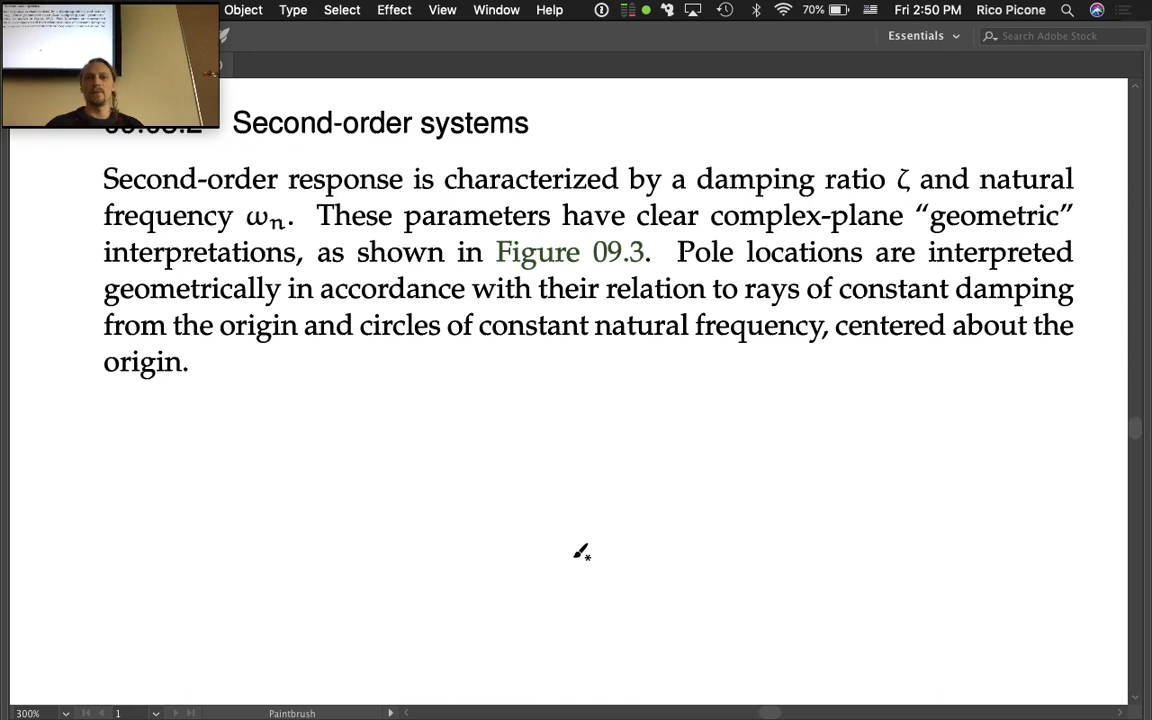 Object Type Select Effect View Window Help 70% Fri 2:50 PM Rico Picone
Essentials Search Adobe Stock
Second-order systems
Second-order response is characterized by a damping ratio ζ and natural
frequency ωn. These parameters have clear complex-plane “geometric”
interpretations, as shown in Figure 09.3. Pole locations are interpreted
geometrically in accordance with their relation to rays of constant damping
from the origin and circles of constant natural frequency, centered about the
origin.
300% 1 Paintbrush